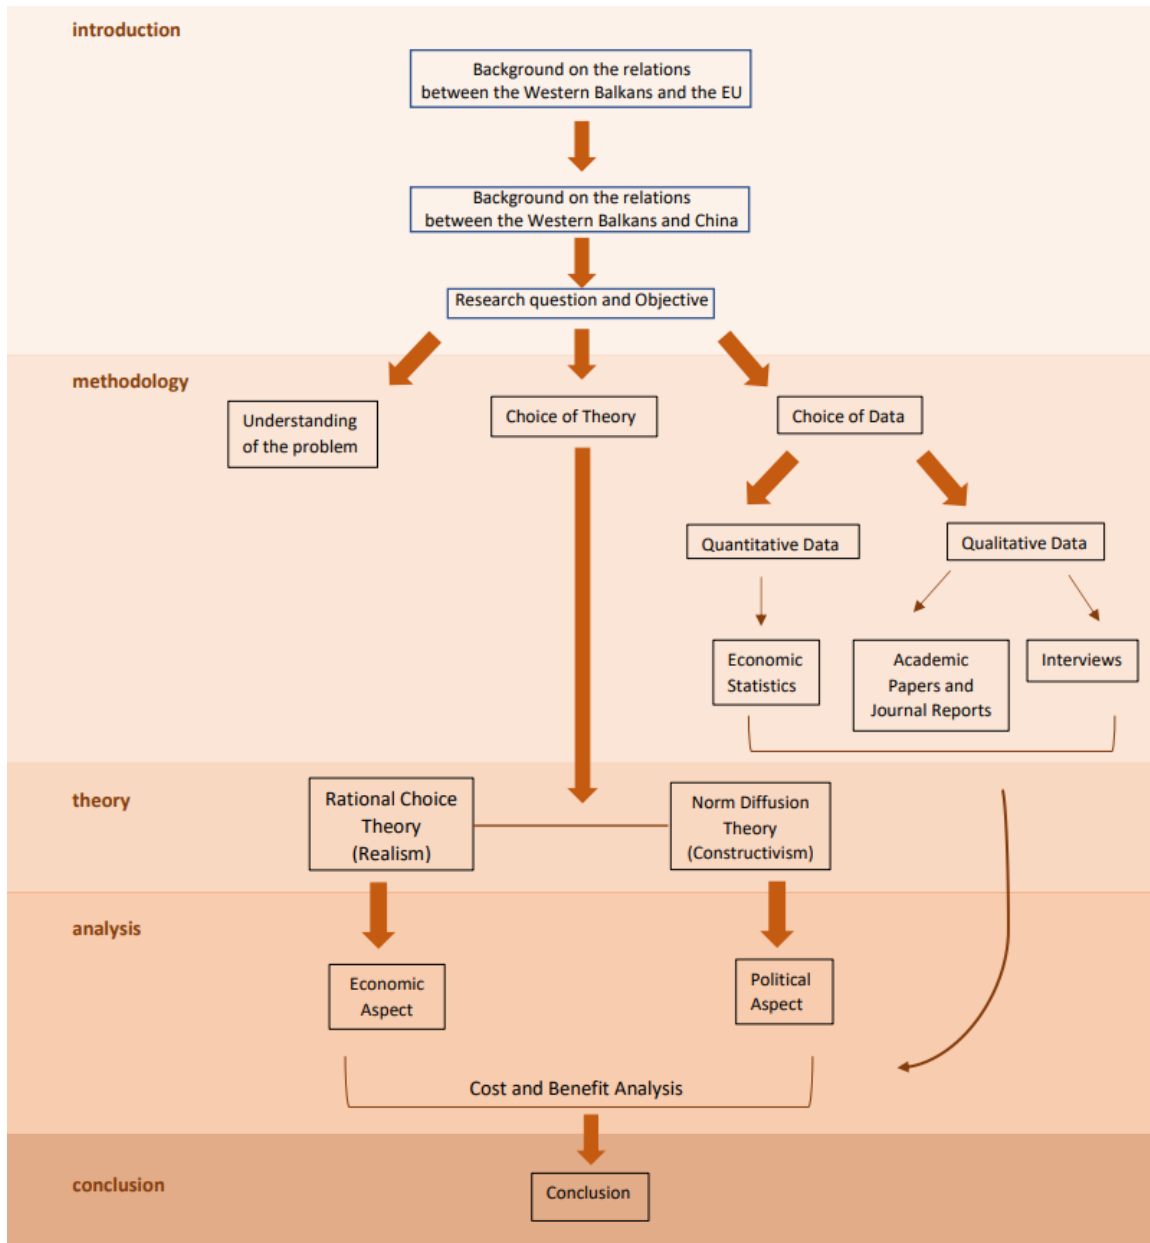 introduction
Background on the relations
between the Western Balkans and the EU
Background on the relations
between the Western Balkans and China
Research question and Objective
methodology
Understanding
of the problem
Choice of Theory
Choice of Data
Quantitative Data
Qualitative Data
Economic
Statistics
Academic
Papers and
Journal Reports
Interviews
theory
Rational Choice
Theory
(Realism)
Norm Diffusion
Theory
(Constructivism)
analysis
Economic
Aspect
Political
Aspect
Cost and Benefit Analysis
conclusion
Conclusion